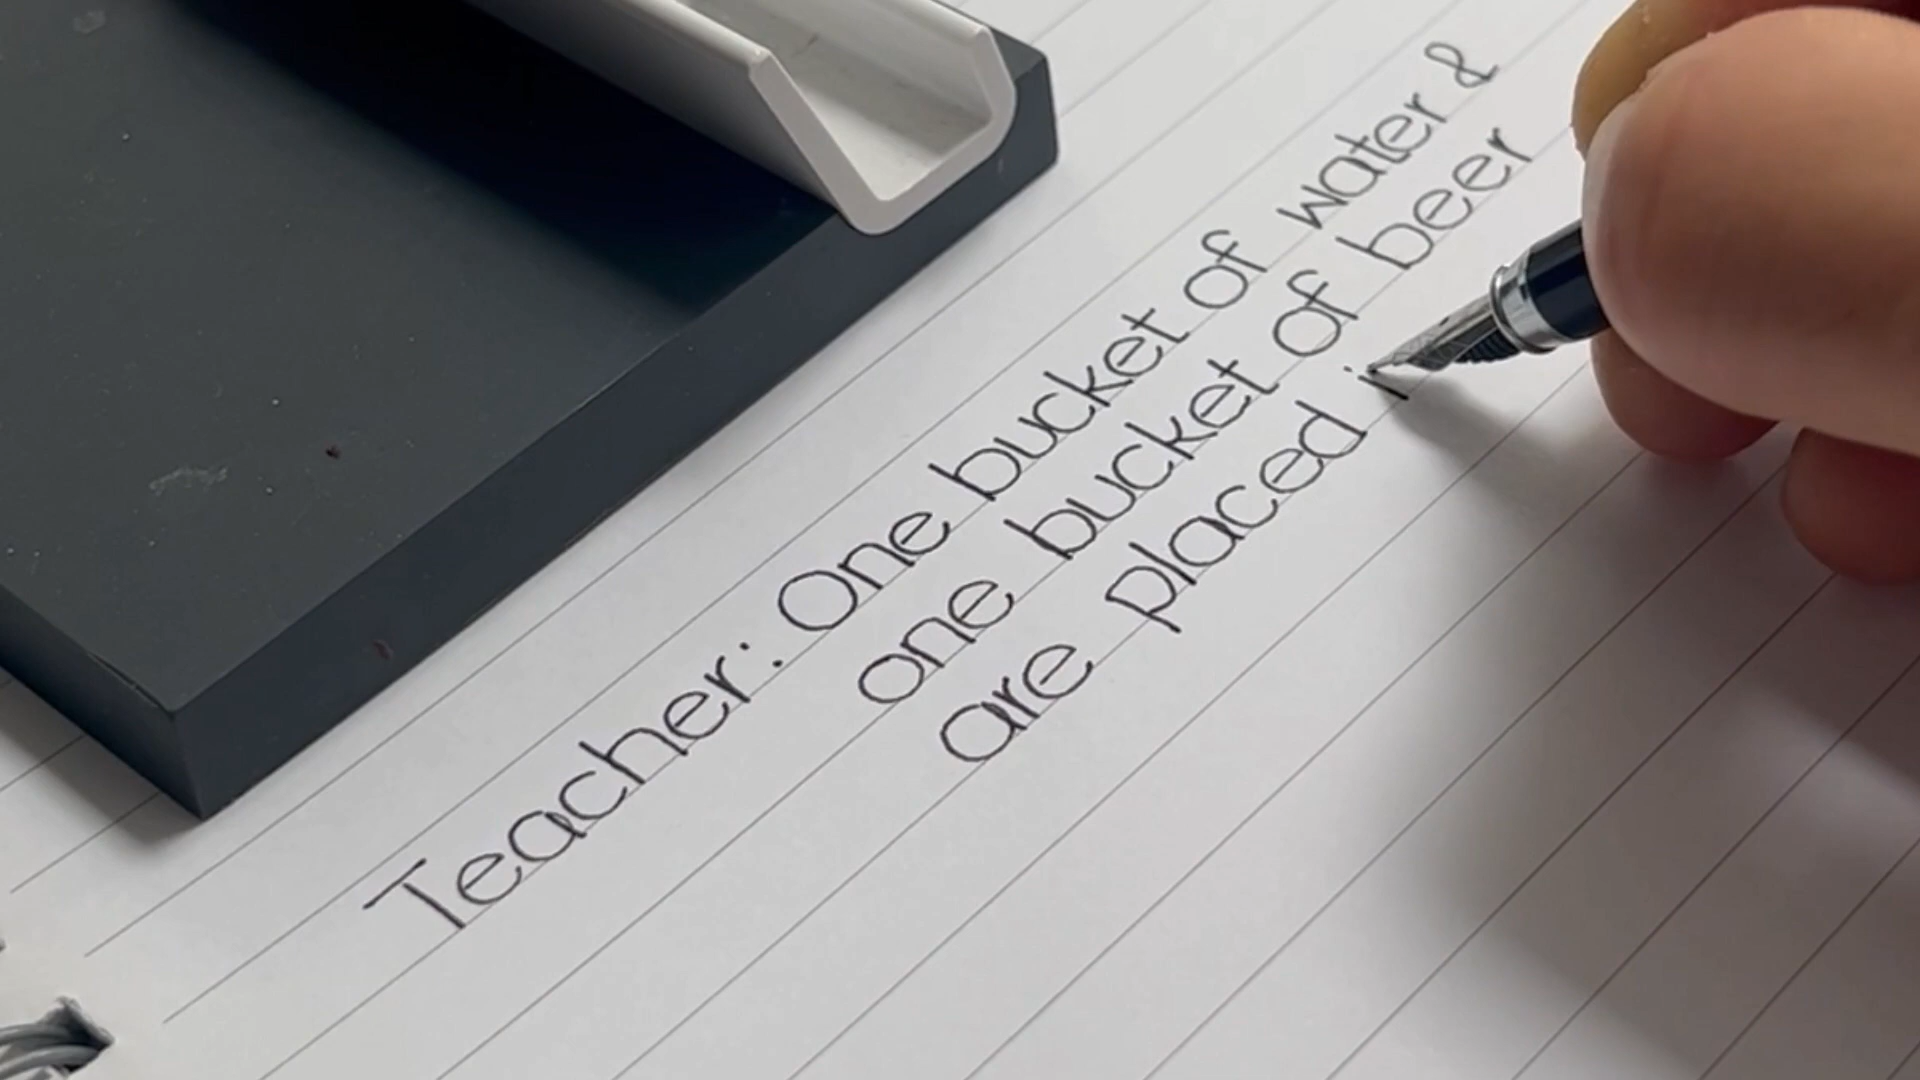 Teacher: One bucket of water &
one bucket of beer
are placed i